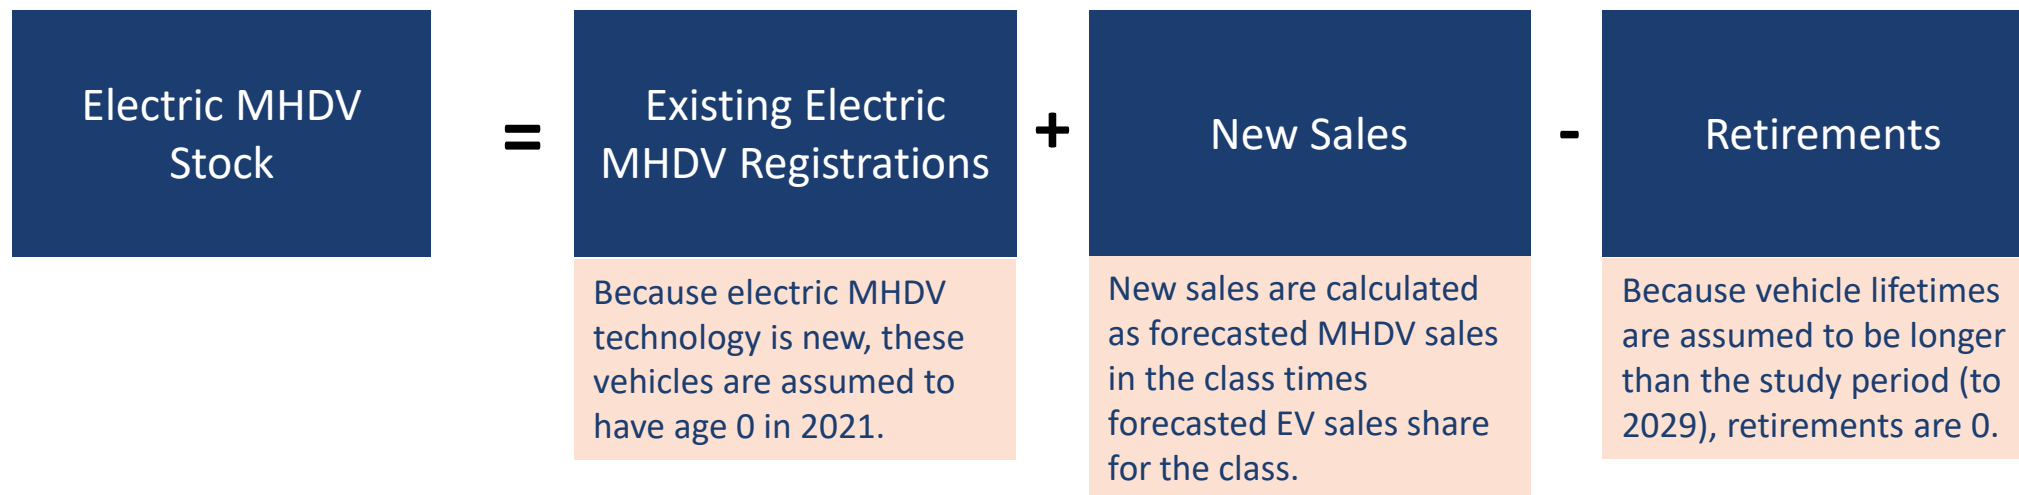 Electric MHDV
Stock
=
Existing Electric
MHDV Registrations
+
New Sales
-
Retirements
Because electric MHDV
technology is new, these
vehicles are assumed to
have age 0 in 2021.
New sales are calculated
as forecasted MHDV sales
in the class times
forecasted EV sales share
for the class.
Because vehicle lifetimes
are assumed to be longer
than the study period (to
2029), retirements are 0.